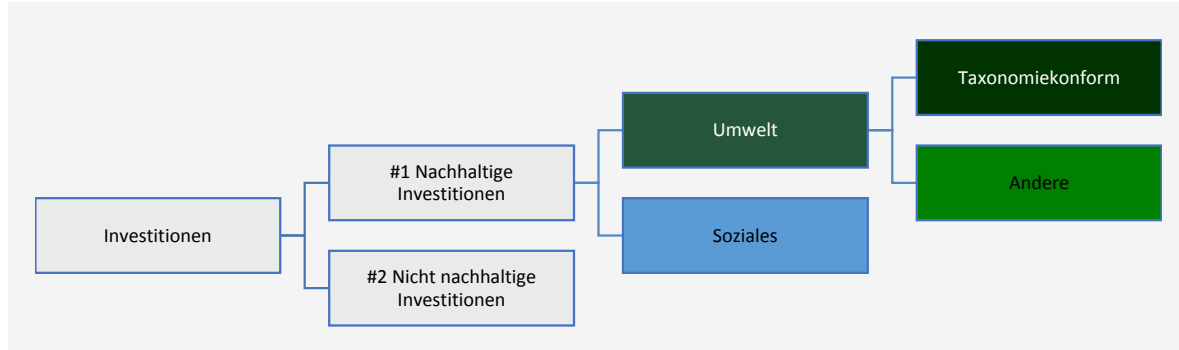 Investitionen
#1 Nachhaltige
Investitionen
#2 Nicht nachhaltige
Investitionen
Umwelt
Soziales
Taxonomiekonform
Andere